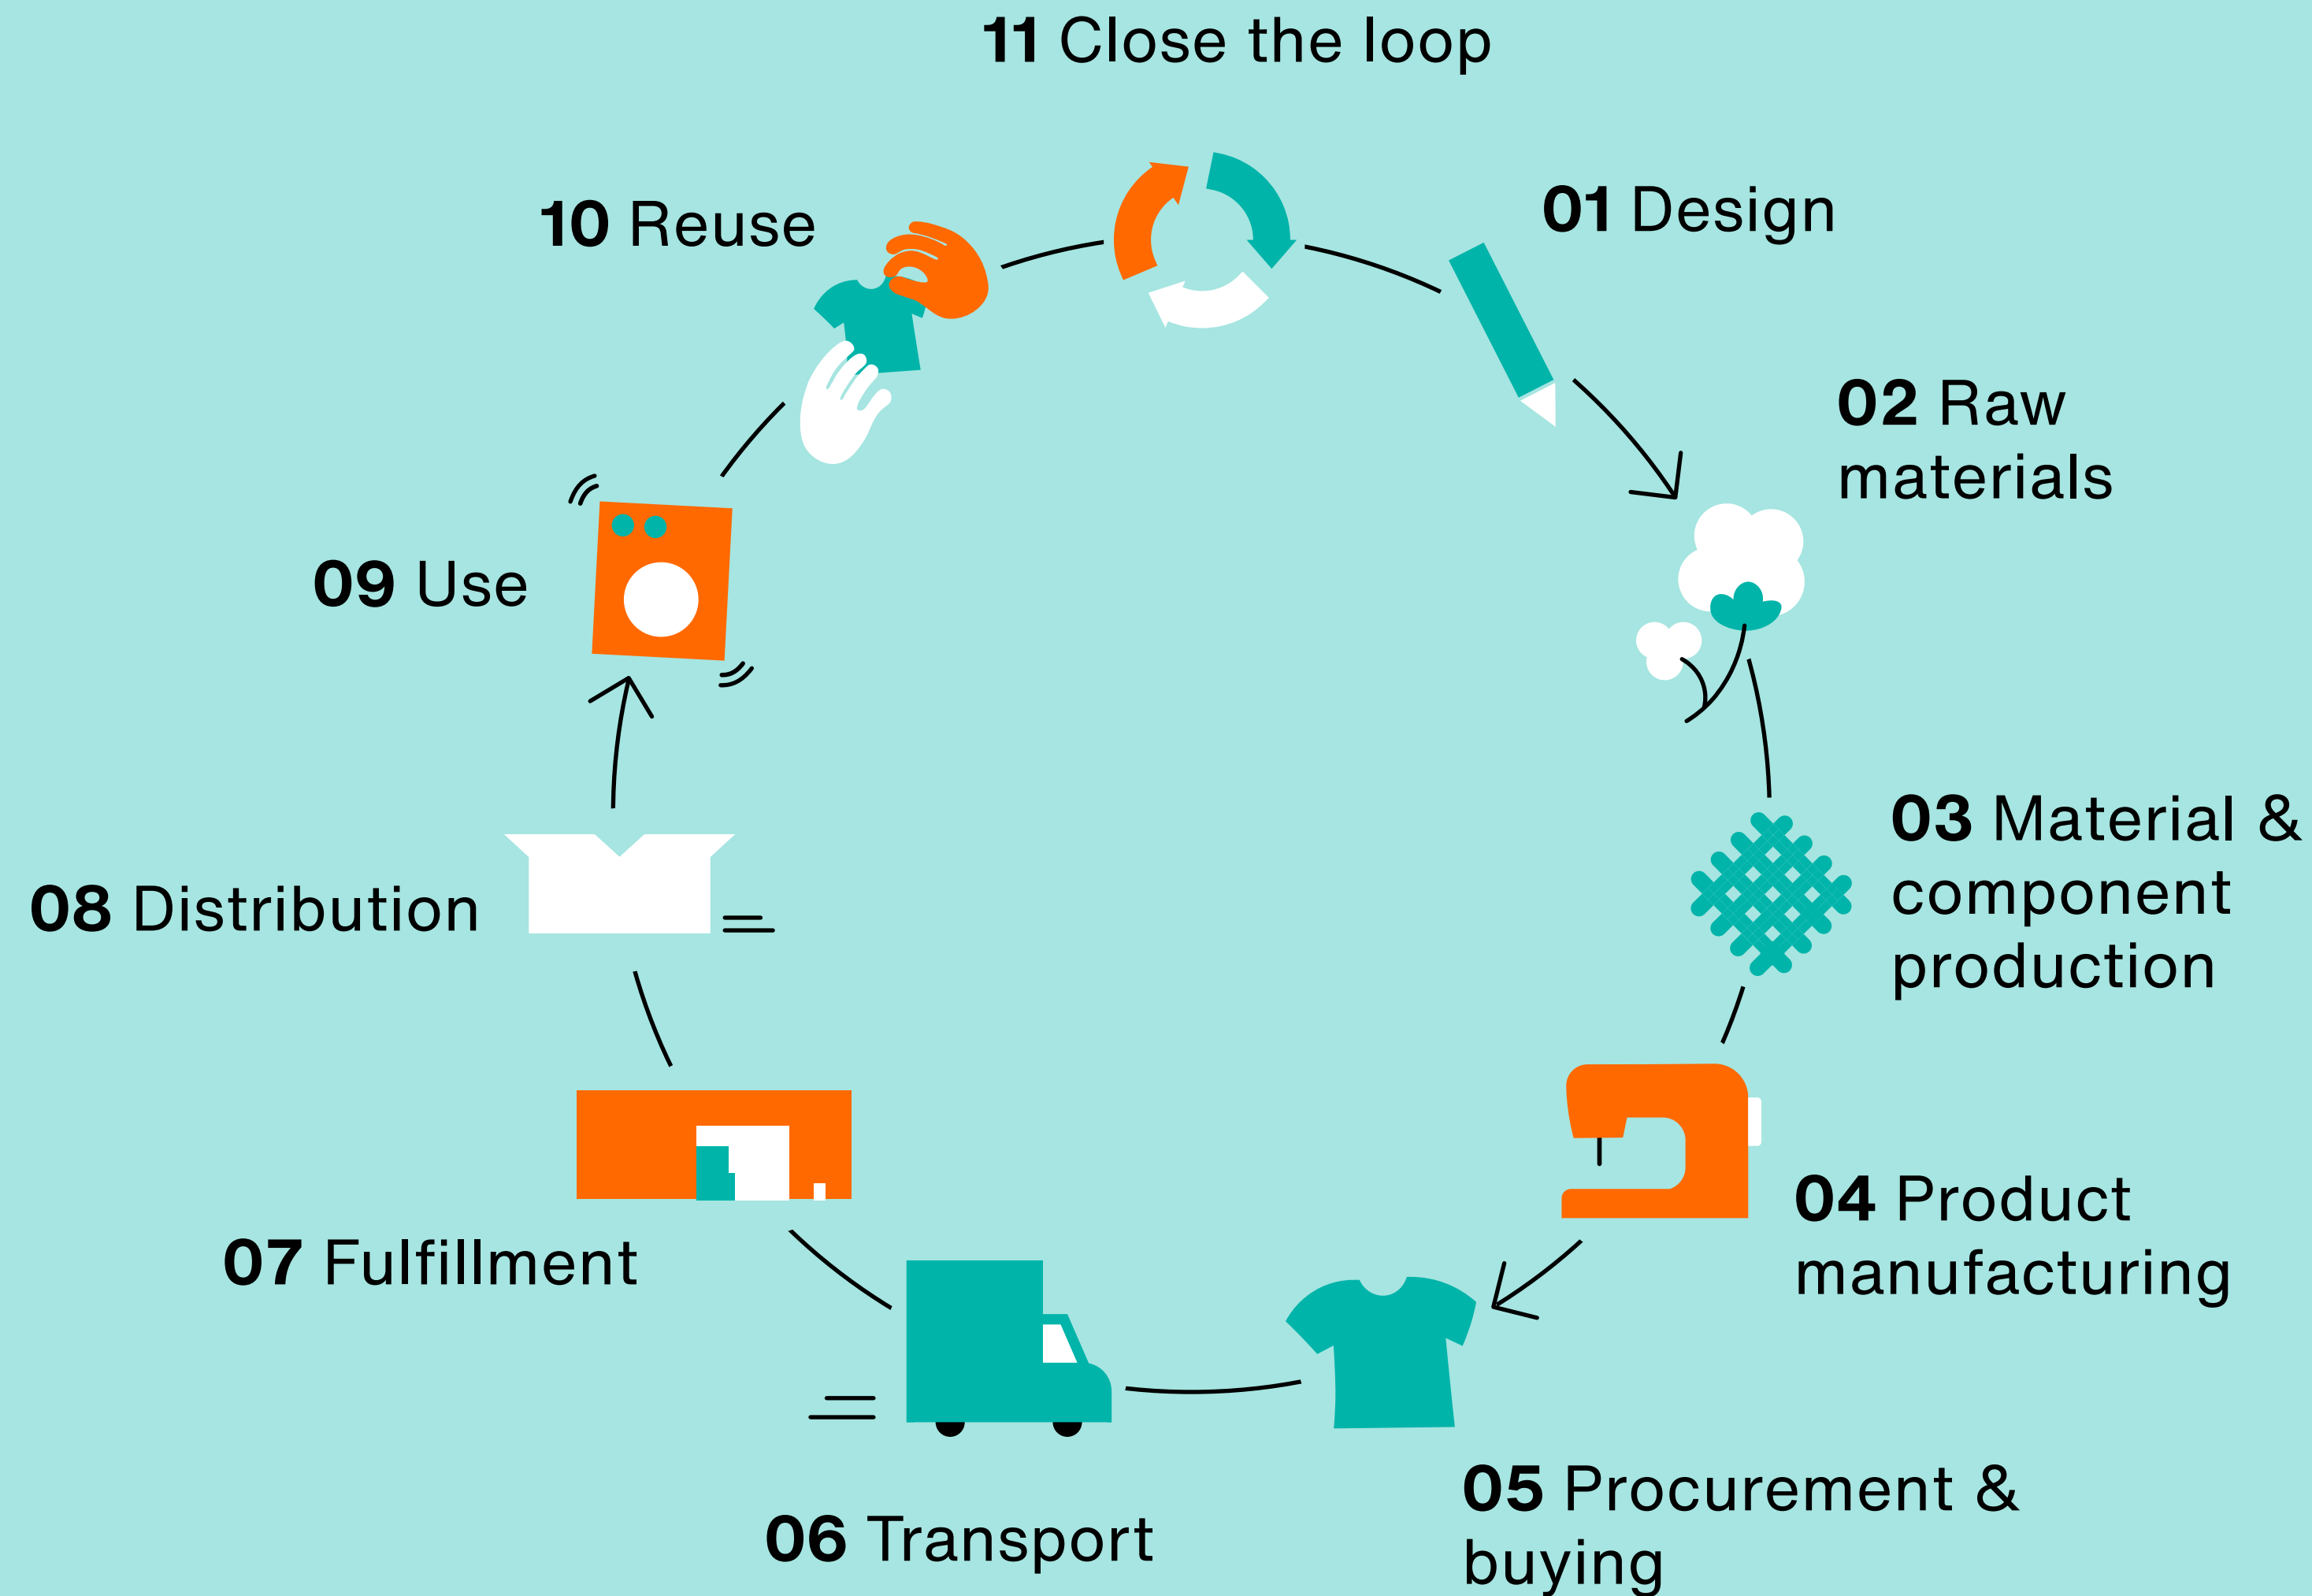 11 Close the loop
01 Design
02 Raw
materials
03 Material &
component
production
04 Product
manufacturing
05 Procurement &
buying
06 Transport
07 Fulfillment
08 Distribution
09 Use
10 Reuse